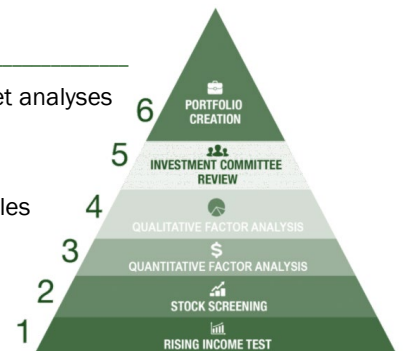 et analyses
les
6
PORTFOLIO
CREATION
5
INVESTMENT COMMITTEE
REVIEW
4
QUALITATIVE FACTOR ANALYSIS
3
$
QUANTITATIVE FACTOR ANALYSIS
2
STOCK SCREENING
1
RISING INCOME TEST